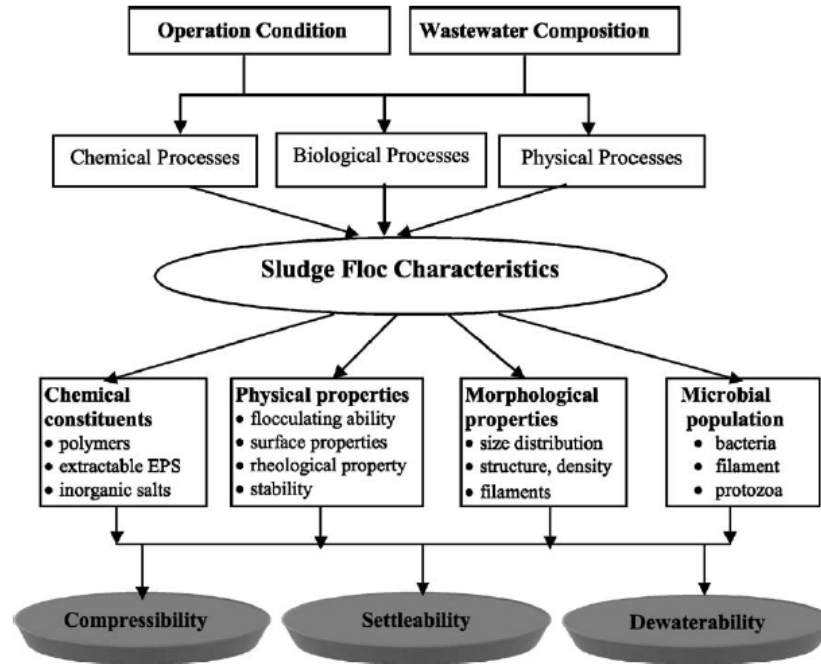 Operation Condition
Wastewater Composition
Chemical Processes
Biological Processes
Physical Processes
Sludge Floc Characteristics
Chemical
constituents
• polymers
• extractable EPS
• inorganic salts
Physical properties
• flocculating ability
• surface properties
• rheological property
• stability
Morphological
properties
• size distribution
• structure, density
• filaments
Microbial
population
• bacteria
• filament
• protozoa
Compressibility
Settleability
Dewaterability